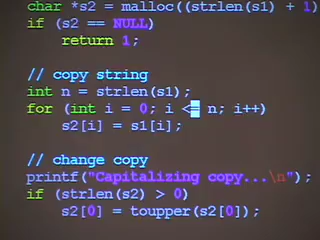 char *s2 = malloc((strlen(s1) + 1)
if (s2 == NULL)
return 1;
// copy string
int n = strlen(s1);
for (int i = 0; i <= n; i++)
s2[i] = s1[i];
// change copy
printf("Capitalizing copy...\n");
if (strlen(s2) > 0)
s2[0] = toupper(s2[0]);